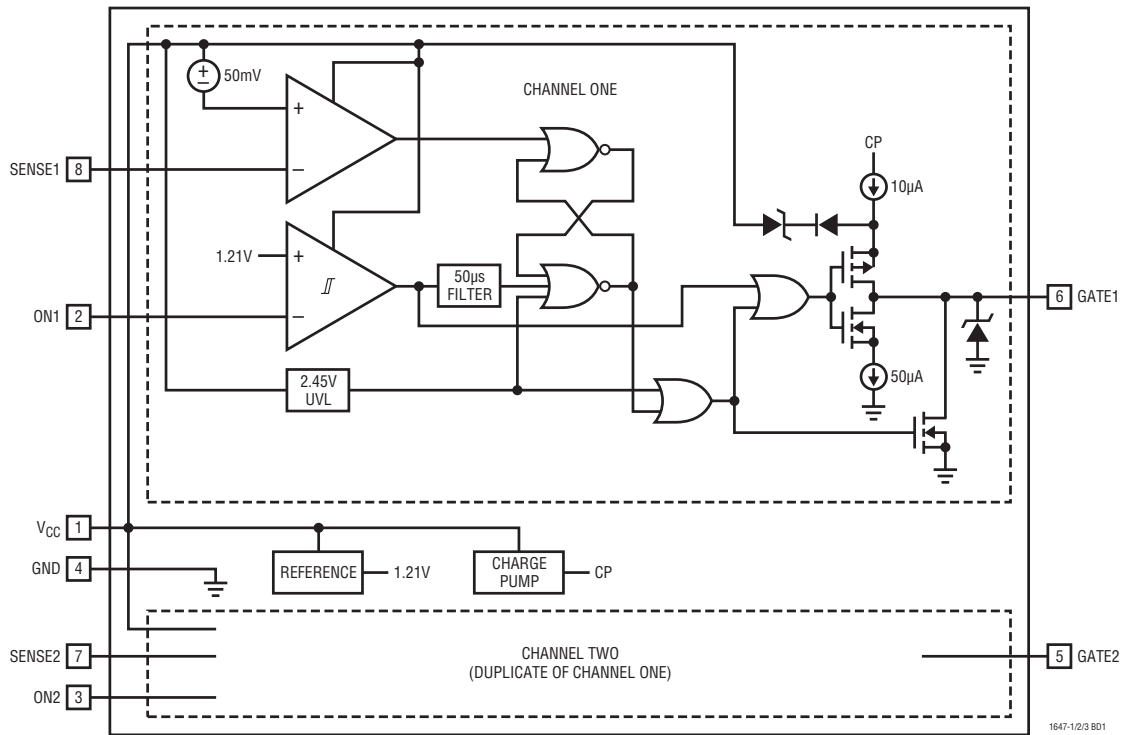 50mV
CHANNEL ONE
+
–
SENSE1 8
CP
10µA
1.21V
+
–
50µs
FILTER
ON1 2
6 GATE1
2.45V
UVL
50µA
VCC 1
GND 4
REFERENCE
1.21V
CHARGE
PUMP
CP
SENSE2 7
CHANNEL TWO
(DUPLICATE OF CHANNEL ONE)
5 GATE2
ON2 3
1647-1/2/3 BD1